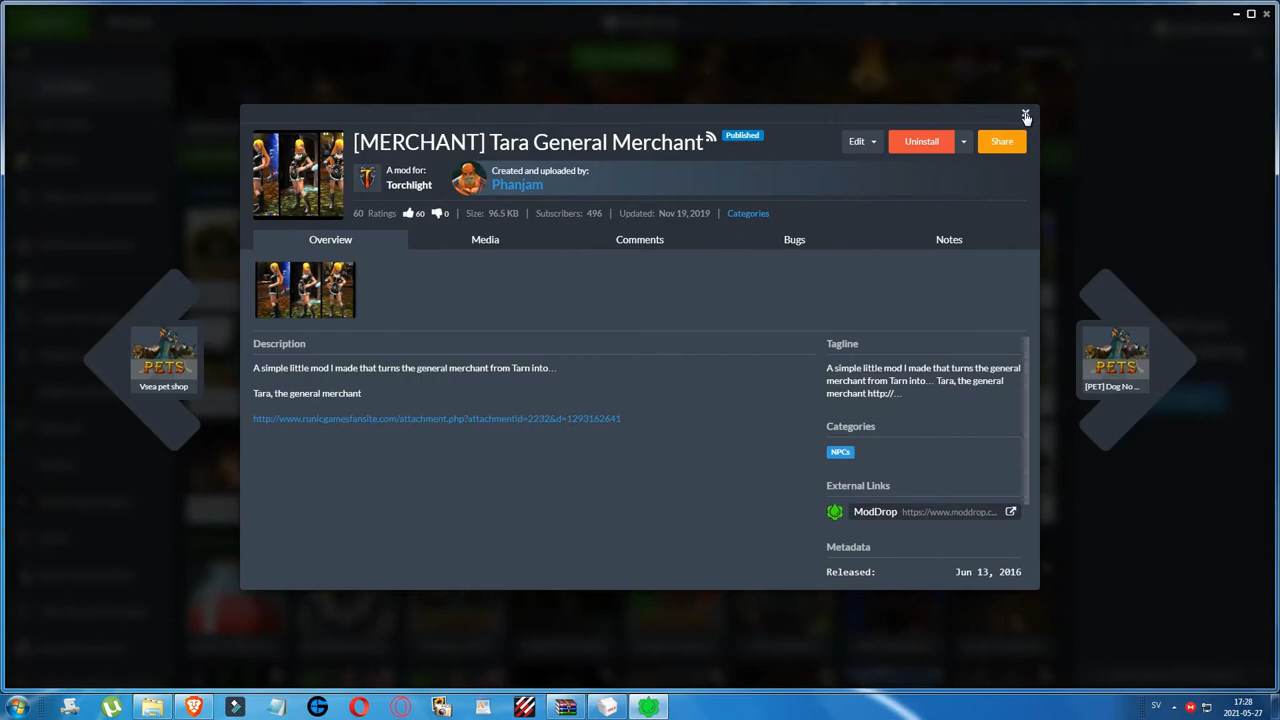 [MERCHANT] Tara General Merchant
Published
Edit
Uninstall
Share
A mod for:
Torchlight
Created and uploaded by:
Phanjam
60 Ratings 60 0 | Size: 96.5 KB | Subscribers: 496 | Updated: Nov 19, 2019 | Categories
Overview
Media
Comments
Bugs
Notes
Description
A simple little mod I made that turns the general merchant from Tarn into…
Tara, the general merchant
http://www.runicgamesfansite.com/attachment.php?attachmentid=2232&d=1293162641
Tagline
A simple little mod I made that turns the general
merchant from Tarn into… Tara, the general
merchant http://…
Categories
NPCs
External Links
ModDrop https://www.moddrop.c...
Metadata
Released: Jun 13, 2016
PETS
Vsea pet shop
PETS
[PET] Dog No ...
SV
17:28
2021-05-27